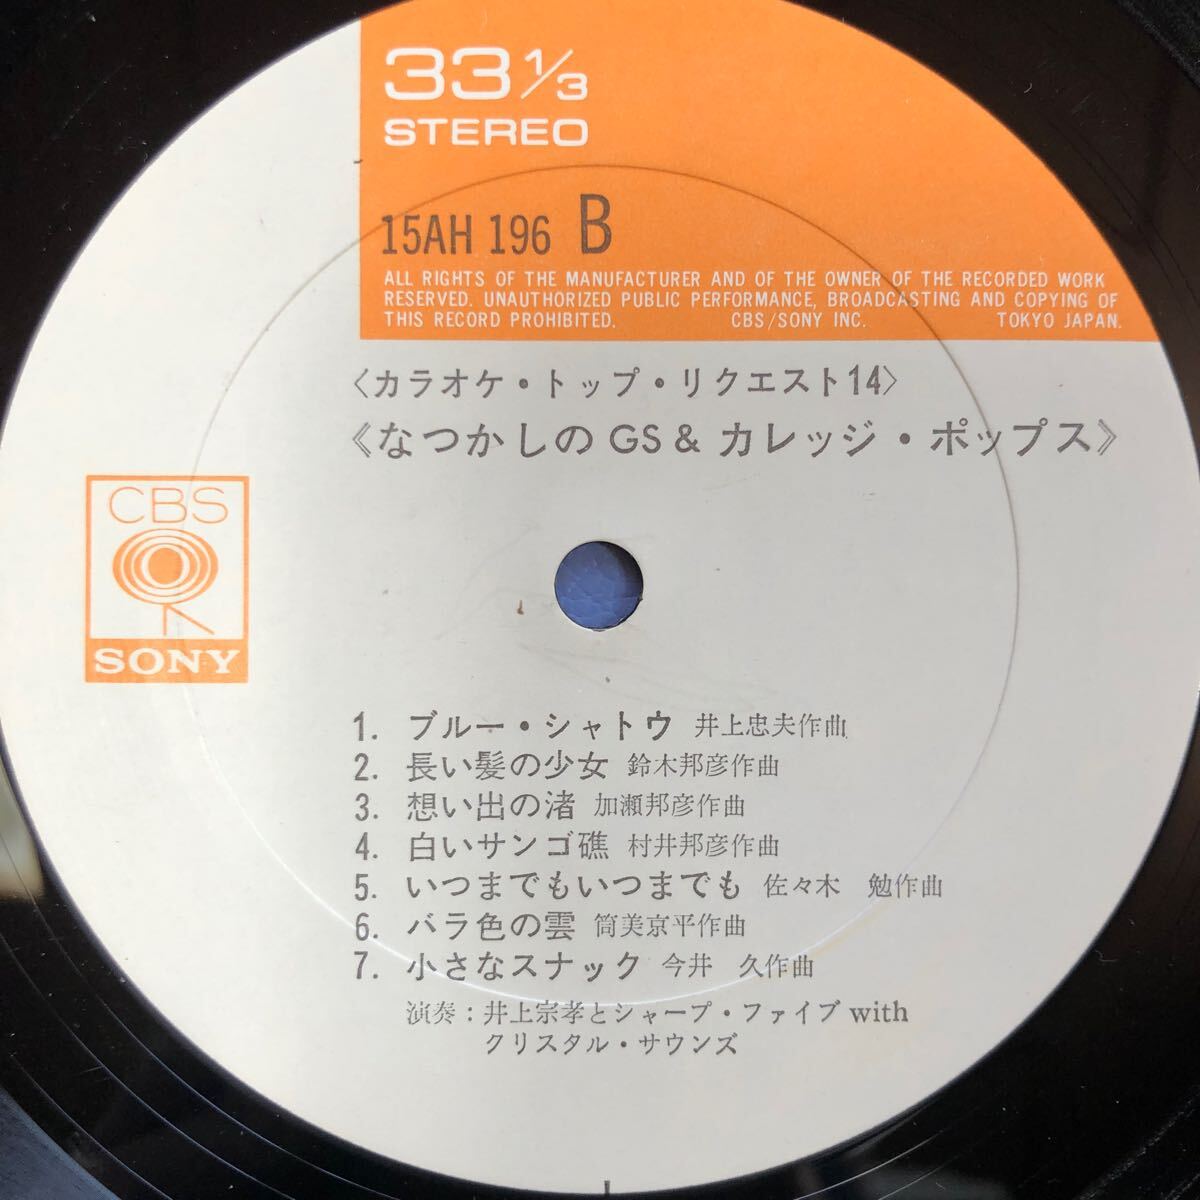 33 1/3
STEREO
15AH 196 B
ALL RIGHTS OF THE MANUFACTURER AND OF THE OWNER OF THE RECORDED WORK
RESERVED. UNAUTHORIZED PUBLIC PERFORMANCE, BROADCASTING AND COPYING OF
THIS RECORD PROHIBITED. CBS/SONY INC. TOKYO JAPAN.
〈カラオケ・トップ・リクエスト14〉
《なつかしのGS & カレッジ・ポップス》
CBS
SONY
1. ブルー・シャトウ 井上忠夫作曲
2. 長い髪の少女 鈴木邦彦作曲
3. 想い出の渚 加瀬邦彦作曲
4. 白いサンゴ礁 村井邦彦作曲
5. いつまでもいつまでも 佐々木 勉作曲
6. バラ色の雲 筒美京平作曲
7. 小さなスナック 今井 久作曲
演奏：井上宗孝とシャープ・ファイブ with
クリスタル・サウンズ